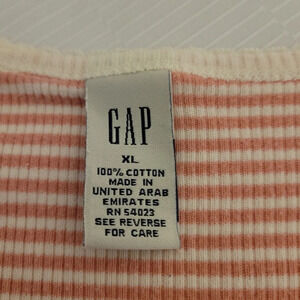 GAP
XL
100% COTTON
MADE IN
UNITED ARAB
EMIRATES
RN 54023
SEE REVERSE
FOR CARE